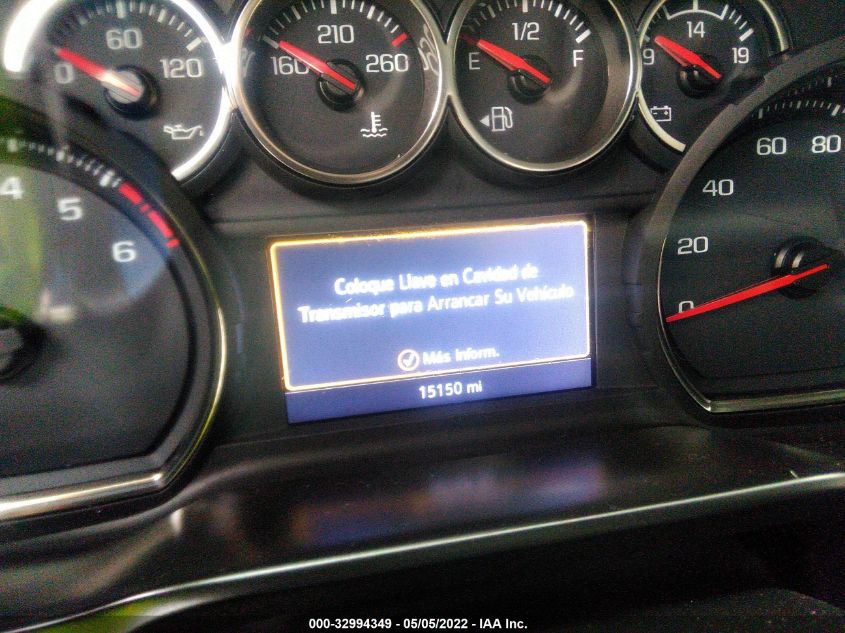 0 60 120
160 210 260
E 1/2 F
9 14 19
4 5 6
0 20 40 60 80
Coloque Llave en Cavidad de
Transmisor para Arrancar Su Vehículo
Más Inform.
15150 mi
000-32994349 - 05/05/2022 - IAA Inc.